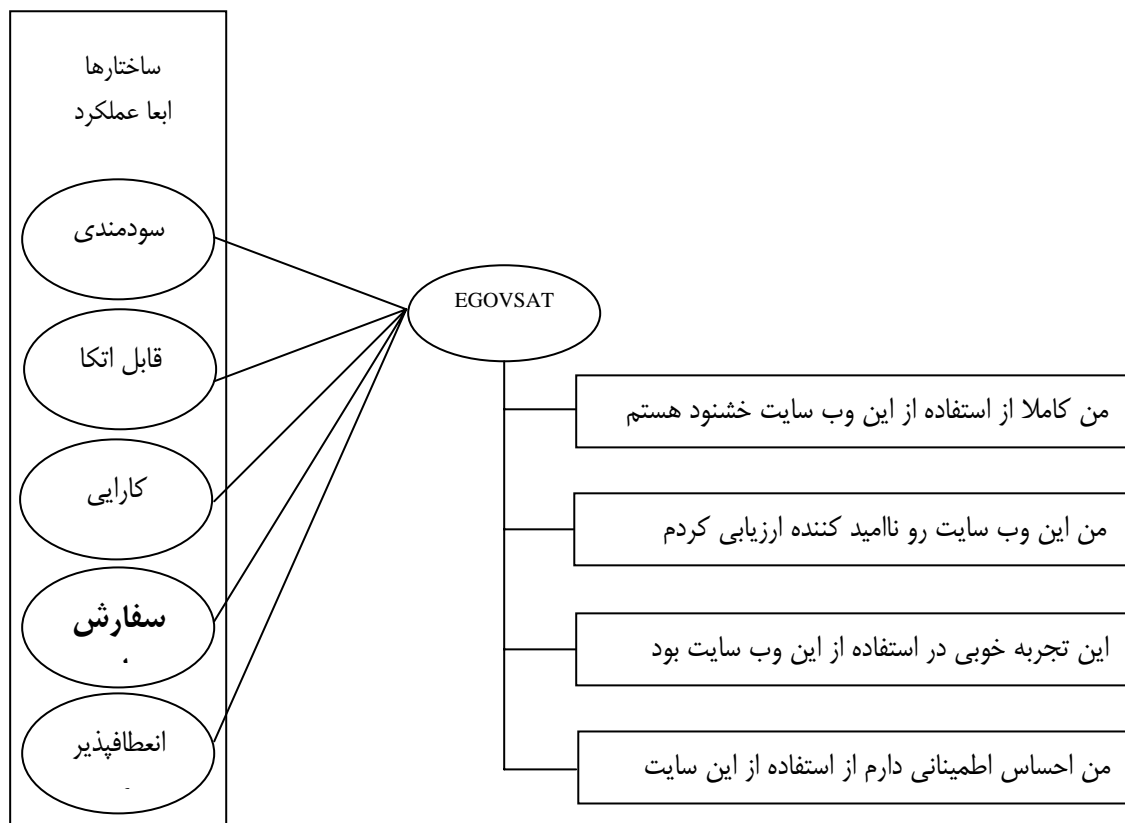 ساختارها
ابعا عملکرد
سودمندی
قابل اتکا
کارایی
سفارش
انعطافپذیر
EGOVSAT
من کاملا از استفاده از این وب سایت خشنود هستم
من این وب سایت رو ناامید کننده ارزیابی کردم
این تجربه خوبی در استفاده از این وب سایت بود
من احساس اطمینانی دارم از استفاده از این سایت